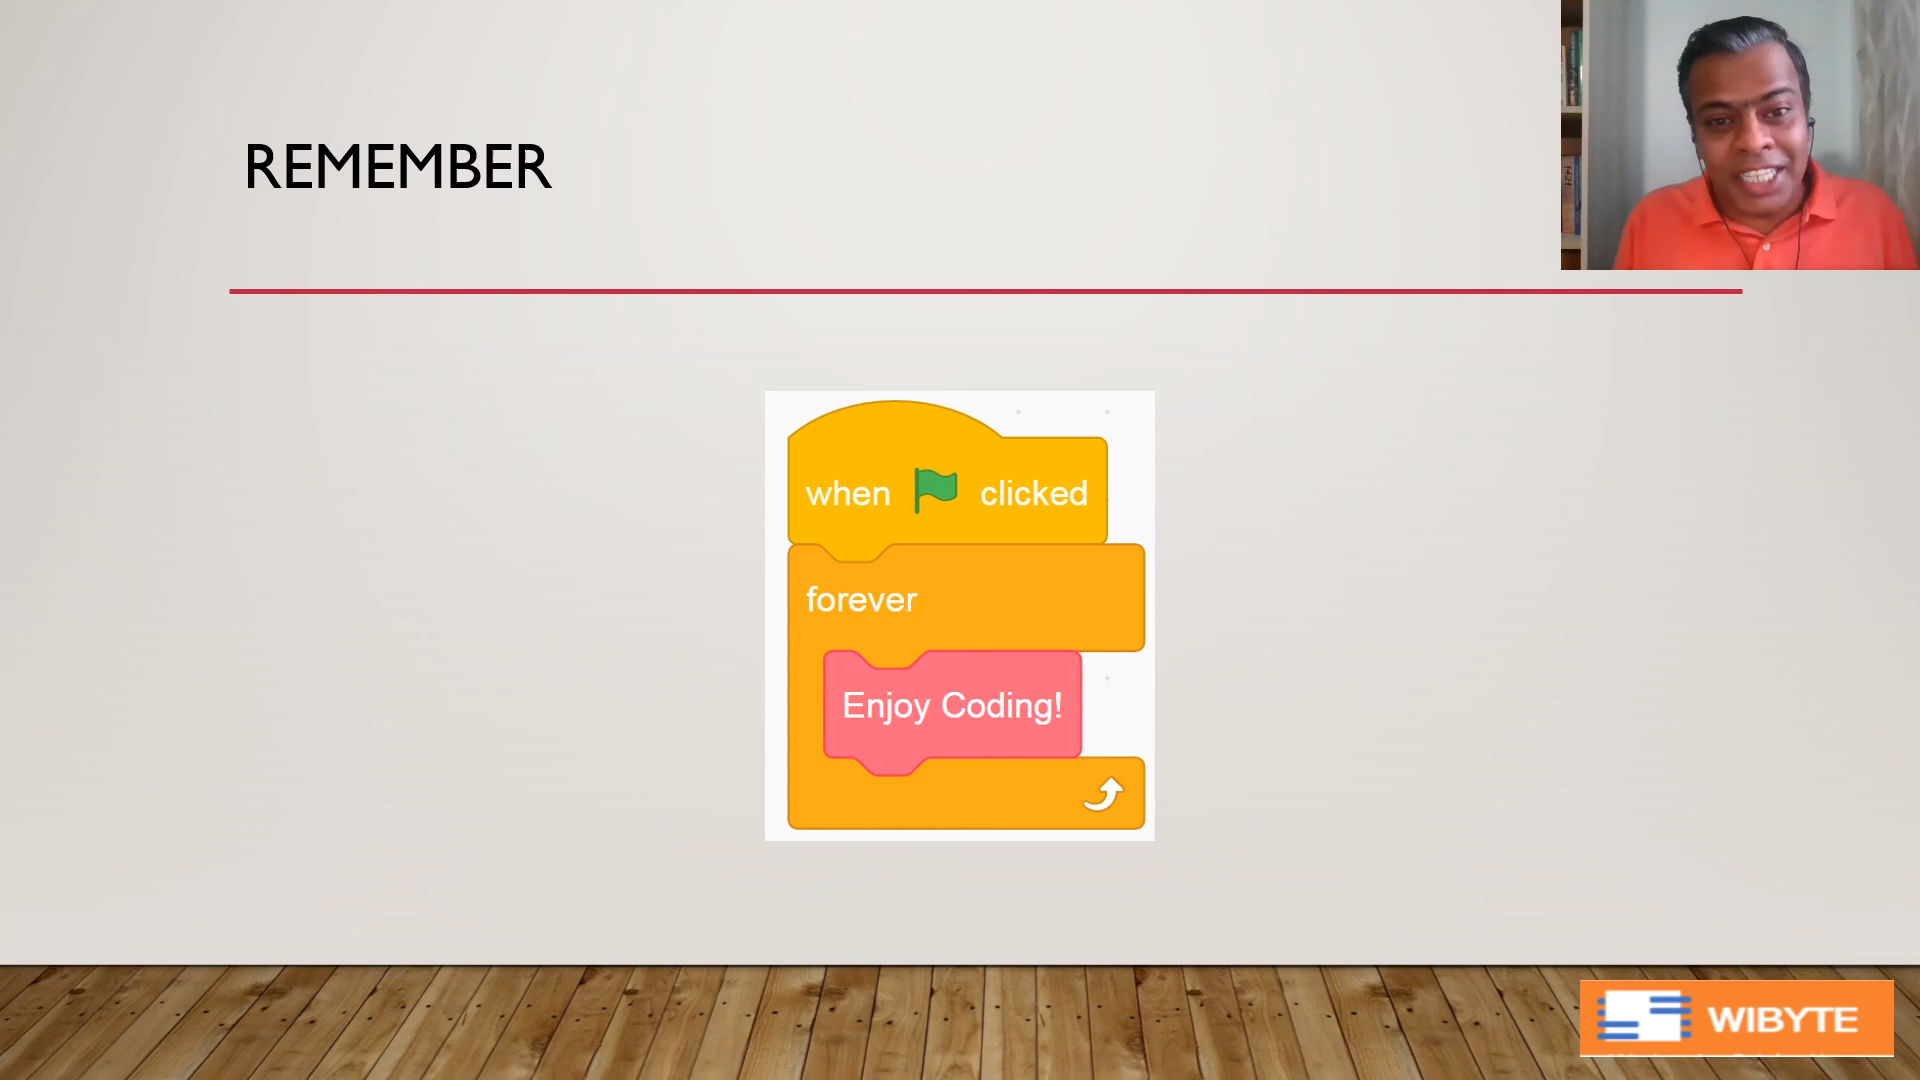 REMEMBER
when clicked
forever
Enjoy Coding!
WIBYTE